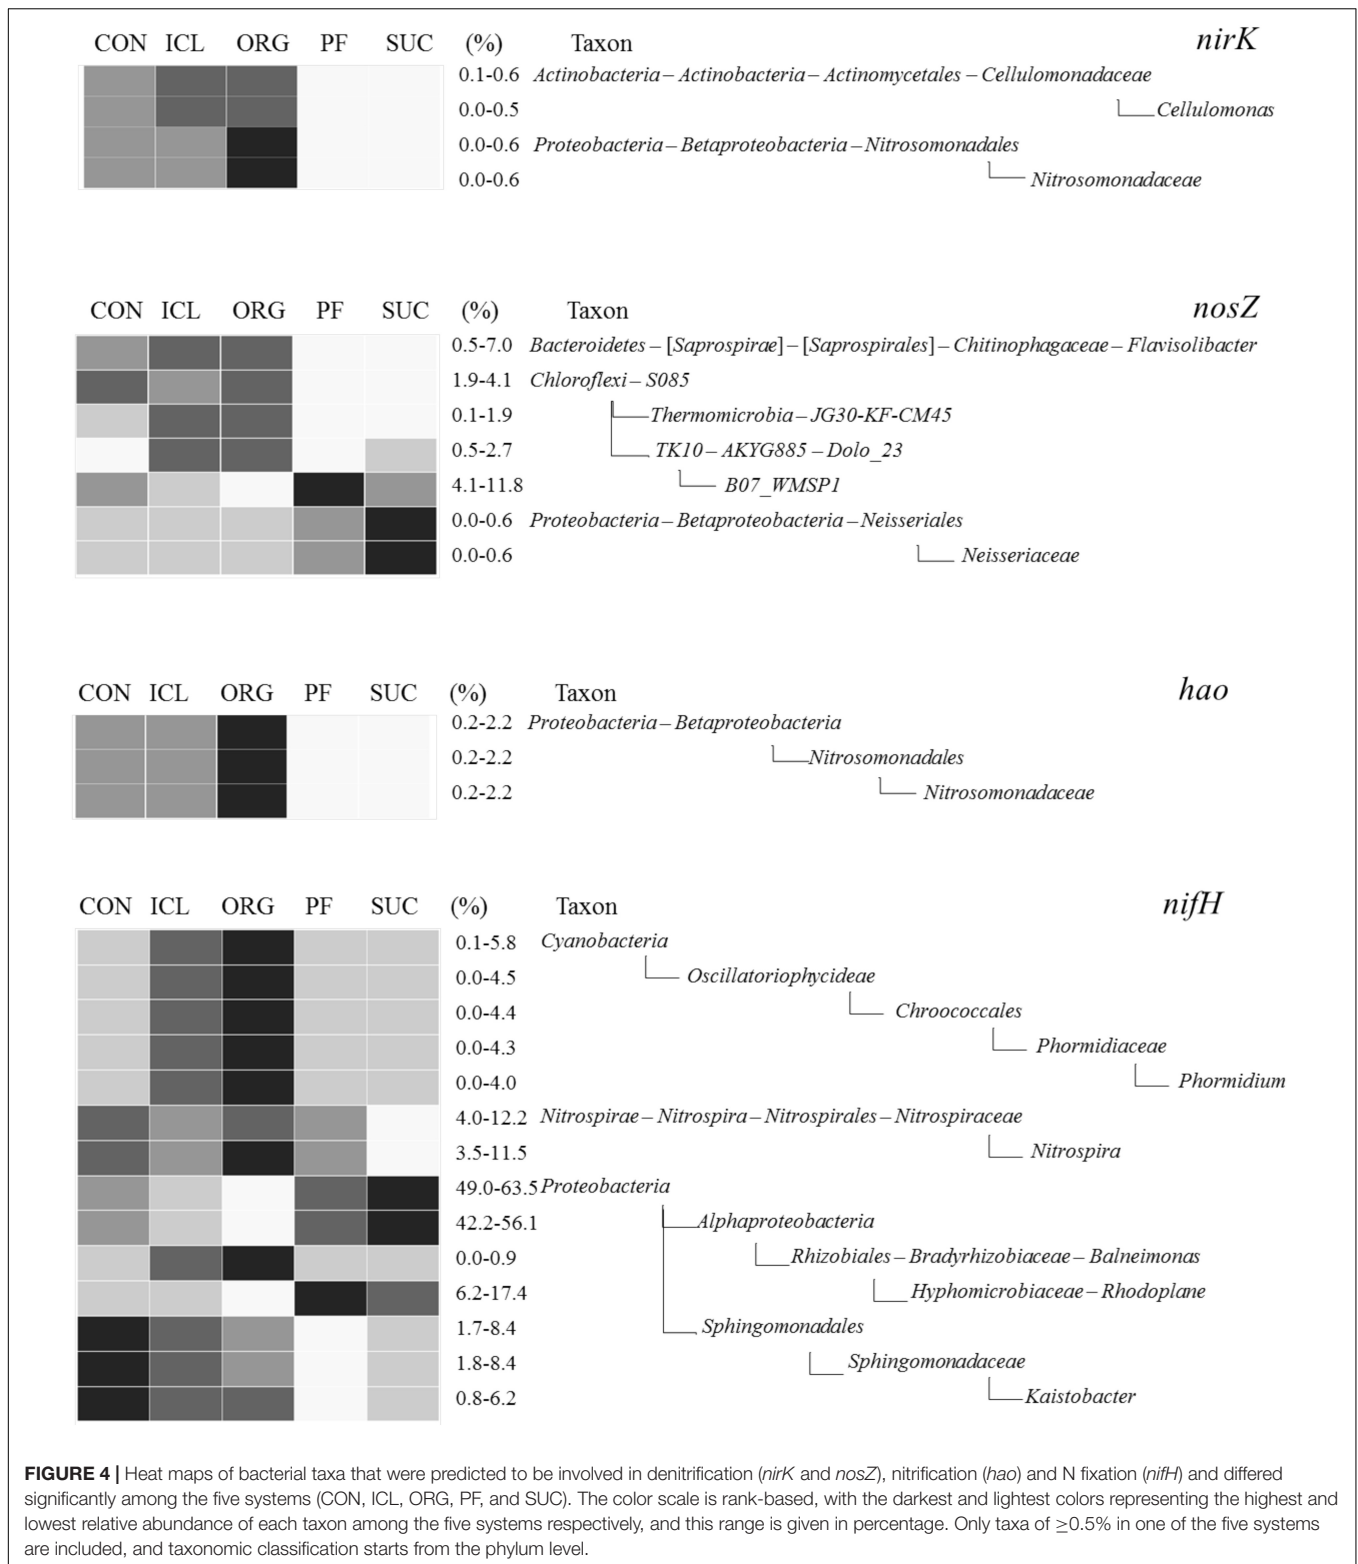 CON ICL ORG PF SUC (%) Taxon nirK
0.1-0.6 Actinobacteria – Actinobacteria – Actinomycetales – Cellulomonadaceae
0.0-0.5 Cellulomonas
0.0-0.6 Proteobacteria – Betaproteobacteria – Nitrosomonadales
0.0-0.6 Nitrosomonadaceae
CON ICL ORG PF SUC (%) Taxon nosZ
0.5-7.0 Bacteroidetes – [Saprospirae] – [Saprospirales] – Chitinophagaceae – Flavisolibacter
1.9-4.1 Chloroflexi – S085
0.1-1.9 Thermomicrobia – JG30-KF-CM45
0.5-2.7 TK10 – AKYG885 – Dolo_23
4.1-11.8 B07_WMSP1
0.0-0.6 Proteobacteria – Betaproteobacteria – Neisseriales
0.0-0.6 Neisseriaceae
CON ICL ORG PF SUC (%) Taxon hao
0.2-2.2 Proteobacteria – Betaproteobacteria
0.2-2.2 Nitrosomonadales
0.2-2.2 Nitrosomonadaceae
CON ICL ORG PF SUC (%) Taxon nifH
0.1-5.8 Cyanobacteria
0.0-4.5 Oscillatoriophycideae
0.0-4.4 Chroococcales
0.0-4.3 Phormidiaceae
0.0-4.0 Phormidium
4.0-12.2 Nitrospirae – Nitrospira – Nitrospirales – Nitrospiraceae
3.5-11.5 Nitrospira
49.0-63.5 Proteobacteria
42.2-56.1 Alphaproteobacteria
0.0-0.9 Rhizobiales – Bradyrhizobiaceae – Balneimonas
6.2-17.4 Hyphomicrobiaceae – Rhodoplane
1.7-8.4 Sphingomonadales
1.8-8.4 Sphingomonadaceae
0.8-6.2 Kaistobacter
FIGURE 4 | Heat maps of bacterial taxa that were predicted to be involved in denitrification (nirK and nosZ), nitrification (hao) and N fixation (nifH) and differed
significantly among the five systems (CON, ICL, ORG, PF, and SUC). The color scale is rank-based, with the darkest and lightest colors representing the highest and
lowest relative abundance of each taxon among the five systems respectively, and this range is given in percentage. Only taxa of ≥0.5% in one of the five systems
are included, and taxonomic classification starts from the phylum level.